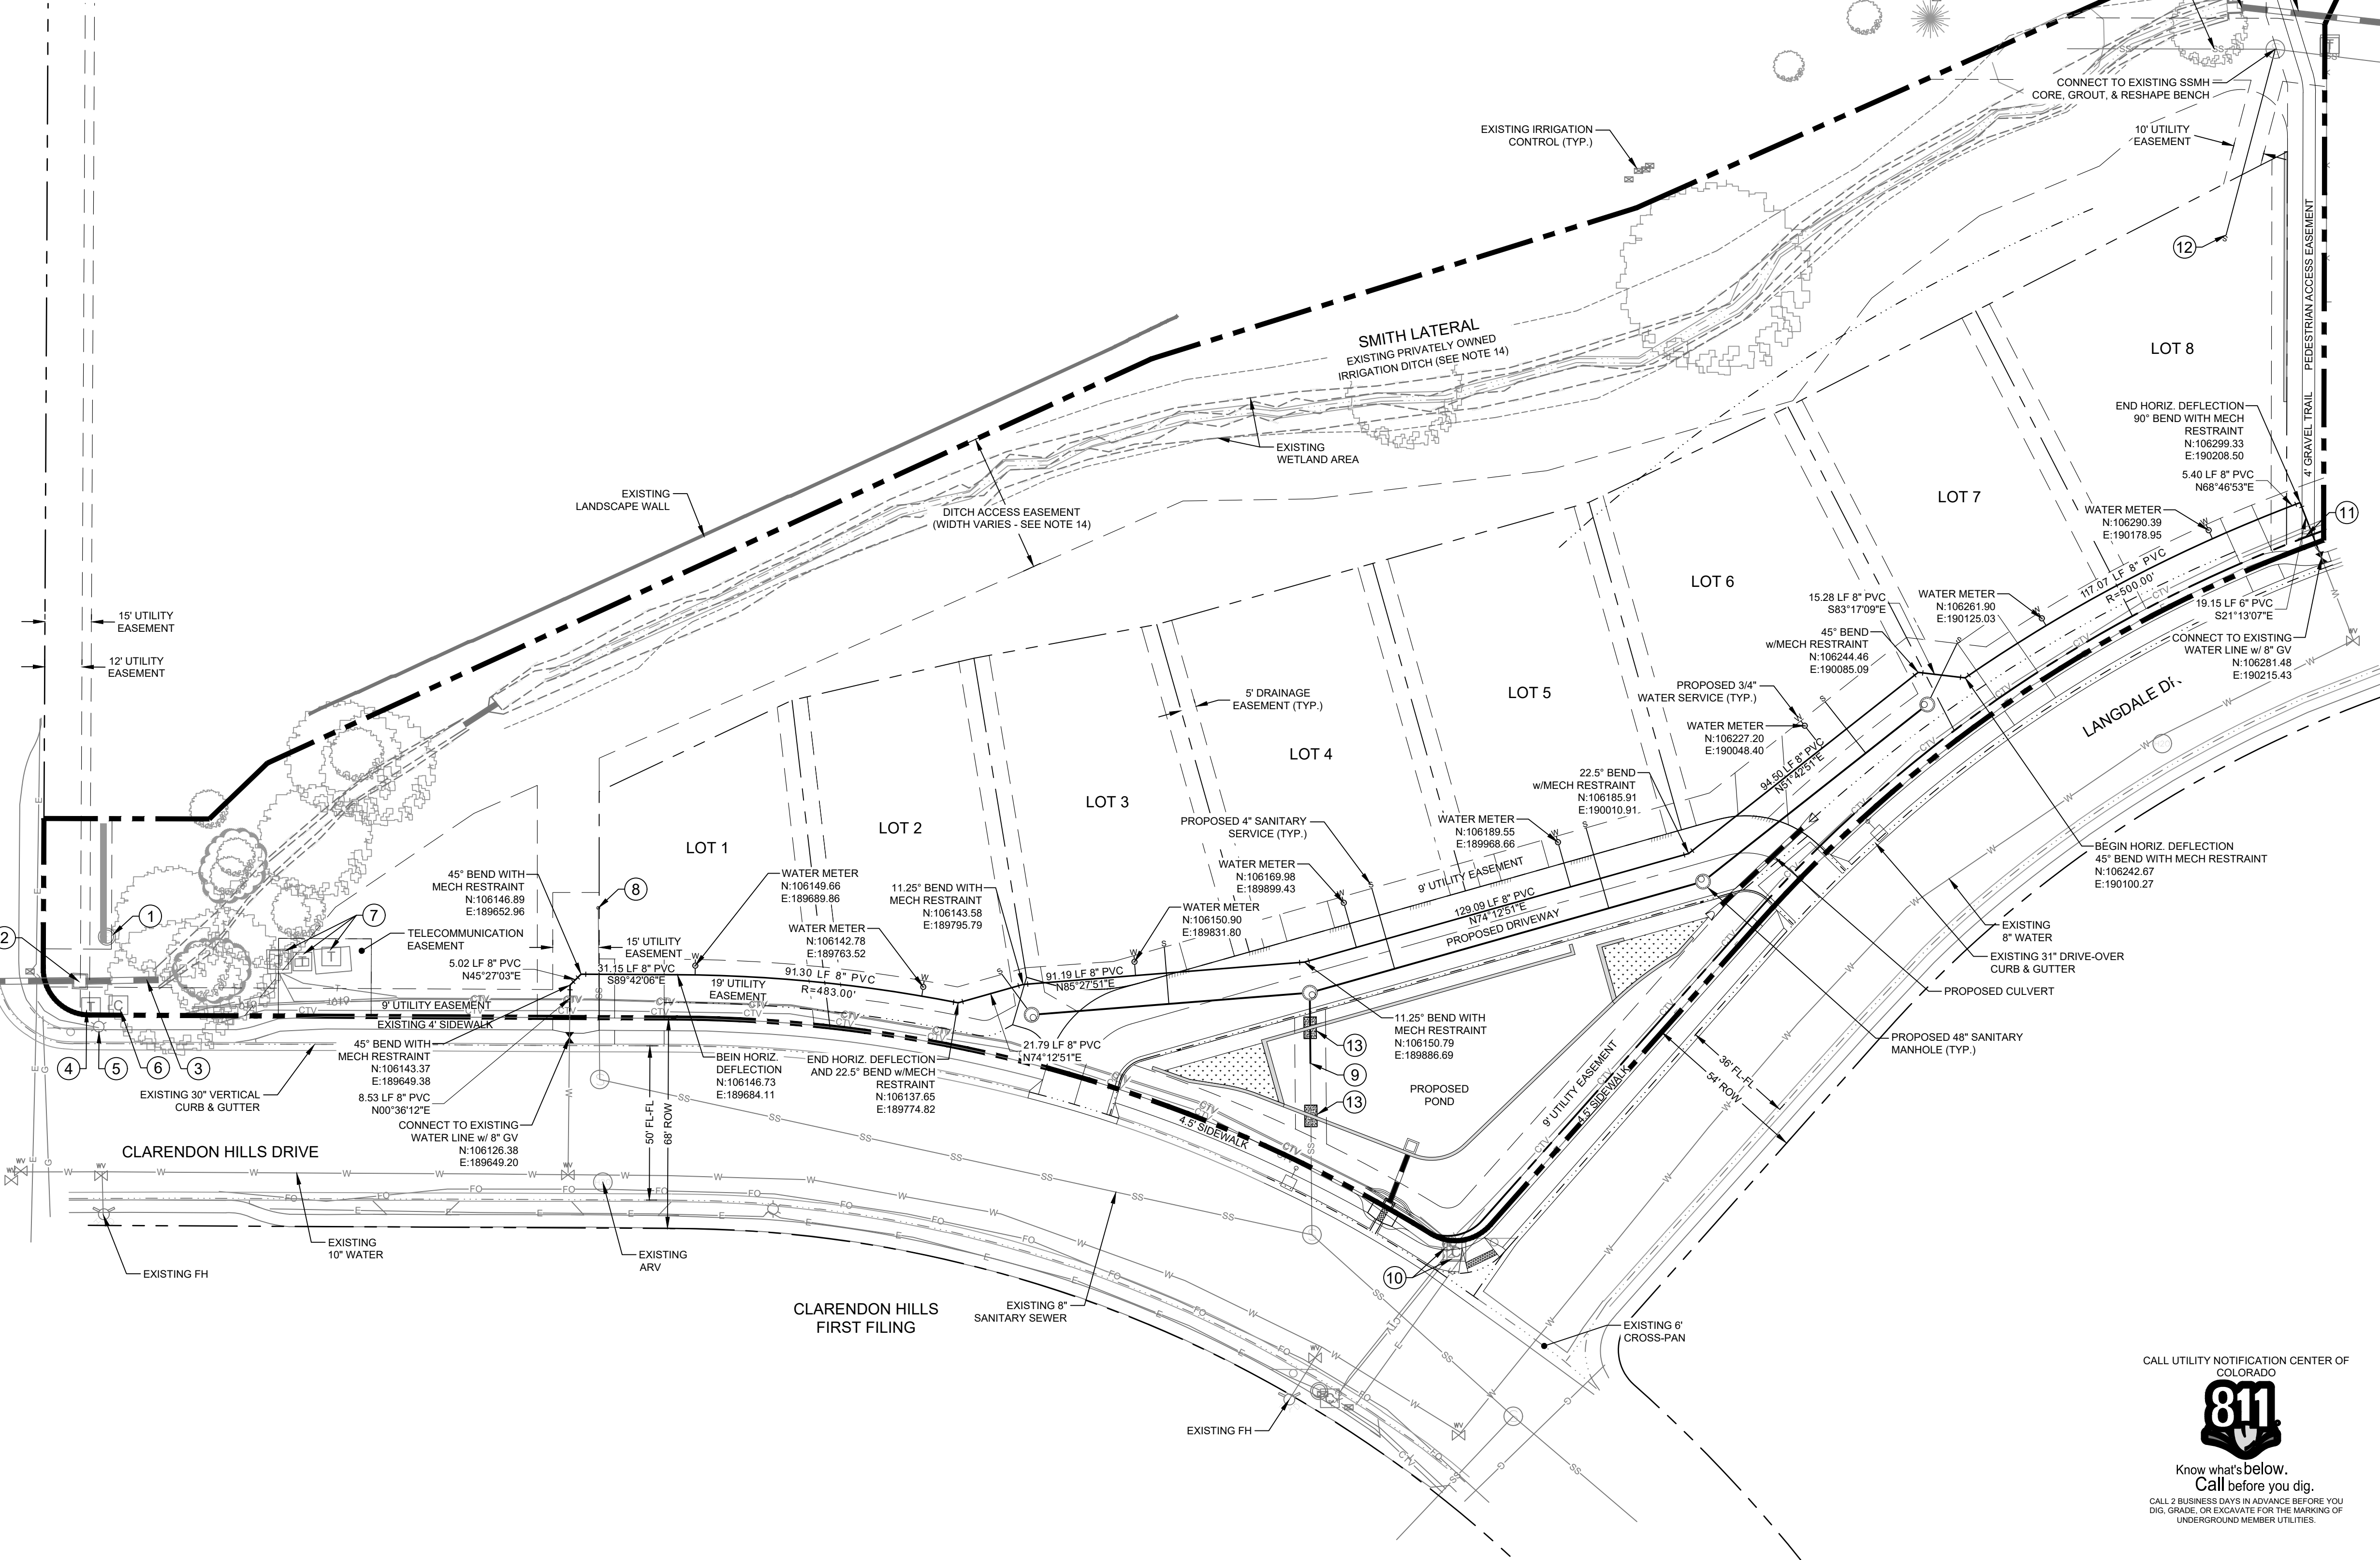 CONNECT TO EXISTING SSMH
CORE, GROUT, & RESHAPE BENCH
EXISTING IRRIGATION
CONTROL (TYP.)
10' UTILITY
EASEMENT
12
PEDESTRIAN ACCESS EASEMENT
4' GRAVEL TRAIL
SMITH LATERAL
EXISTING PRIVATELY OWNED
IRRIGATION DITCH (SEE NOTE 14)
LOT 8
END HORIZ. DEFLECTION
90° BEND WITH MECH
RESTRAINT
N:106299.33
E:190208.50
5.40 LF 8" PVC
N68°46'53"E
EXISTING
WETLAND AREA
EXISTING
LANDSCAPE WALL
DITCH ACCESS EASEMENT
(WIDTH VARIES - SEE NOTE 14)
LOT 7
WATER METER
N:106290.39
E:190178.95
11
117.07 LF 8" PVC
R=500.00'
LOT 6
15.28 LF 8" PVC
S83°17'09"E
WATER METER
N:106261.90
E:190125.03
19.15 LF 6" PVC
S21°13'07"E
45° BEND
w/MECH RESTRAINT
N:106244.46
E:190085.09
CONNECT TO EXISTING
WATER LINE w/ 8" GV
N:106281.48
E:190215.43
15' UTILITY
EASEMENT
12' UTILITY
EASEMENT
5' DRAINAGE
EASEMENT (TYP.)
LOT 5
PROPOSED 3/4"
WATER SERVICE (TYP.)
WATER METER
N:106227.20
E:190048.40
LANGDALE DR.
LOT 4
22.5° BEND
w/MECH RESTRAINT
N:106185.91
E:190010.91
94.50 LF 8" PVC
N51°42'51"E
LOT 3
LOT 2
LOT 1
PROPOSED 4" SANITARY
SERVICE (TYP.)
WATER METER
N:106189.55
E:189968.66
BEGIN HORIZ. DEFLECTION
45° BEND WITH MECH RESTRAINT
N:106242.67
E:190100.27
45° BEND WITH
MECH RESTRAINT
N:106146.89
E:189652.96
8
WATER METER
N:106149.66
E:189689.86
11.25° BEND WITH
MECH RESTRAINT
N:106143.58
E:189795.79
WATER METER
N:106169.98
E:189899.43
9' UTILITY EASEMENT
129.09 LF 8" PVC
N74°12'51"E
PROPOSED DRIVEWAY
1
7
2
TELECOMMUNICATION
EASEMENT
15' UTILITY
EASEMENT
WATER METER
N:106142.78
E:189763.52
WATER METER
N:106150.90
E:189831.80
EXISTING
8" WATER
EXISTING 31" DRIVE-OVER
CURB & GUTTER
PROPOSED CULVERT
5.02 LF 8" PVC
N45°27'03"E
31.15 LF 8" PVC
S89°42'06"E
91.30 LF 8" PVC
R=483.00'
91.19 LF 8" PVC
N85°27'51"E
19' UTILITY
EASEMENT
9' UTILITY EASEMENT
EXISTING 4' SIDEWALK
11.25° BEND WITH
MECH RESTRAINT
N:106150.79
E:189886.69
PROPOSED 48" SANITARY
MANHOLE (TYP.)
4
5
6
3
45° BEND WITH
MECH RESTRAINT
N:106143.37
E:189649.38
BEIN HORIZ.
DEFLECTION
N:106146.73
E:189684.11
END HORIZ. DEFLECTION
AND 22.5° BEND w/MECH
RESTRAINT
N:106137.65
E:189774.82
21.79 LF 8" PVC
N74°12'51"E
13
9
13
PROPOSED
POND
9' UTILITY EASEMENT
4.5' SIDEWALK
36' FL-FL
54' ROW
EXISTING 30" VERTICAL
CURB & GUTTER
8.53 LF 8" PVC
N00°36'12"E
CONNECT TO EXISTING
WATER LINE w/ 8" GV
N:106126.38
E:189649.20
50' FL-FL
68' ROW
4.5' SIDEWALK
CLARENDON HILLS DRIVE
EXISTING
10" WATER
EXISTING FH
EXISTING
ARV
10
CLARENDON HILLS
FIRST FILING
EXISTING 8"
SANITARY SEWER
EXISTING 6'
CROSS-PAN
EXISTING FH
CALL UTILITY NOTIFICATION CENTER OF
COLORADO
811
Know what's below.
Call before you dig.
CALL 2 BUSINESS DAYS IN ADVANCE BEFORE YOU
DIG, GRADE, OR EXCAVATE FOR THE MARKING OF
UNDERGROUND MEMBER UTILITIES.